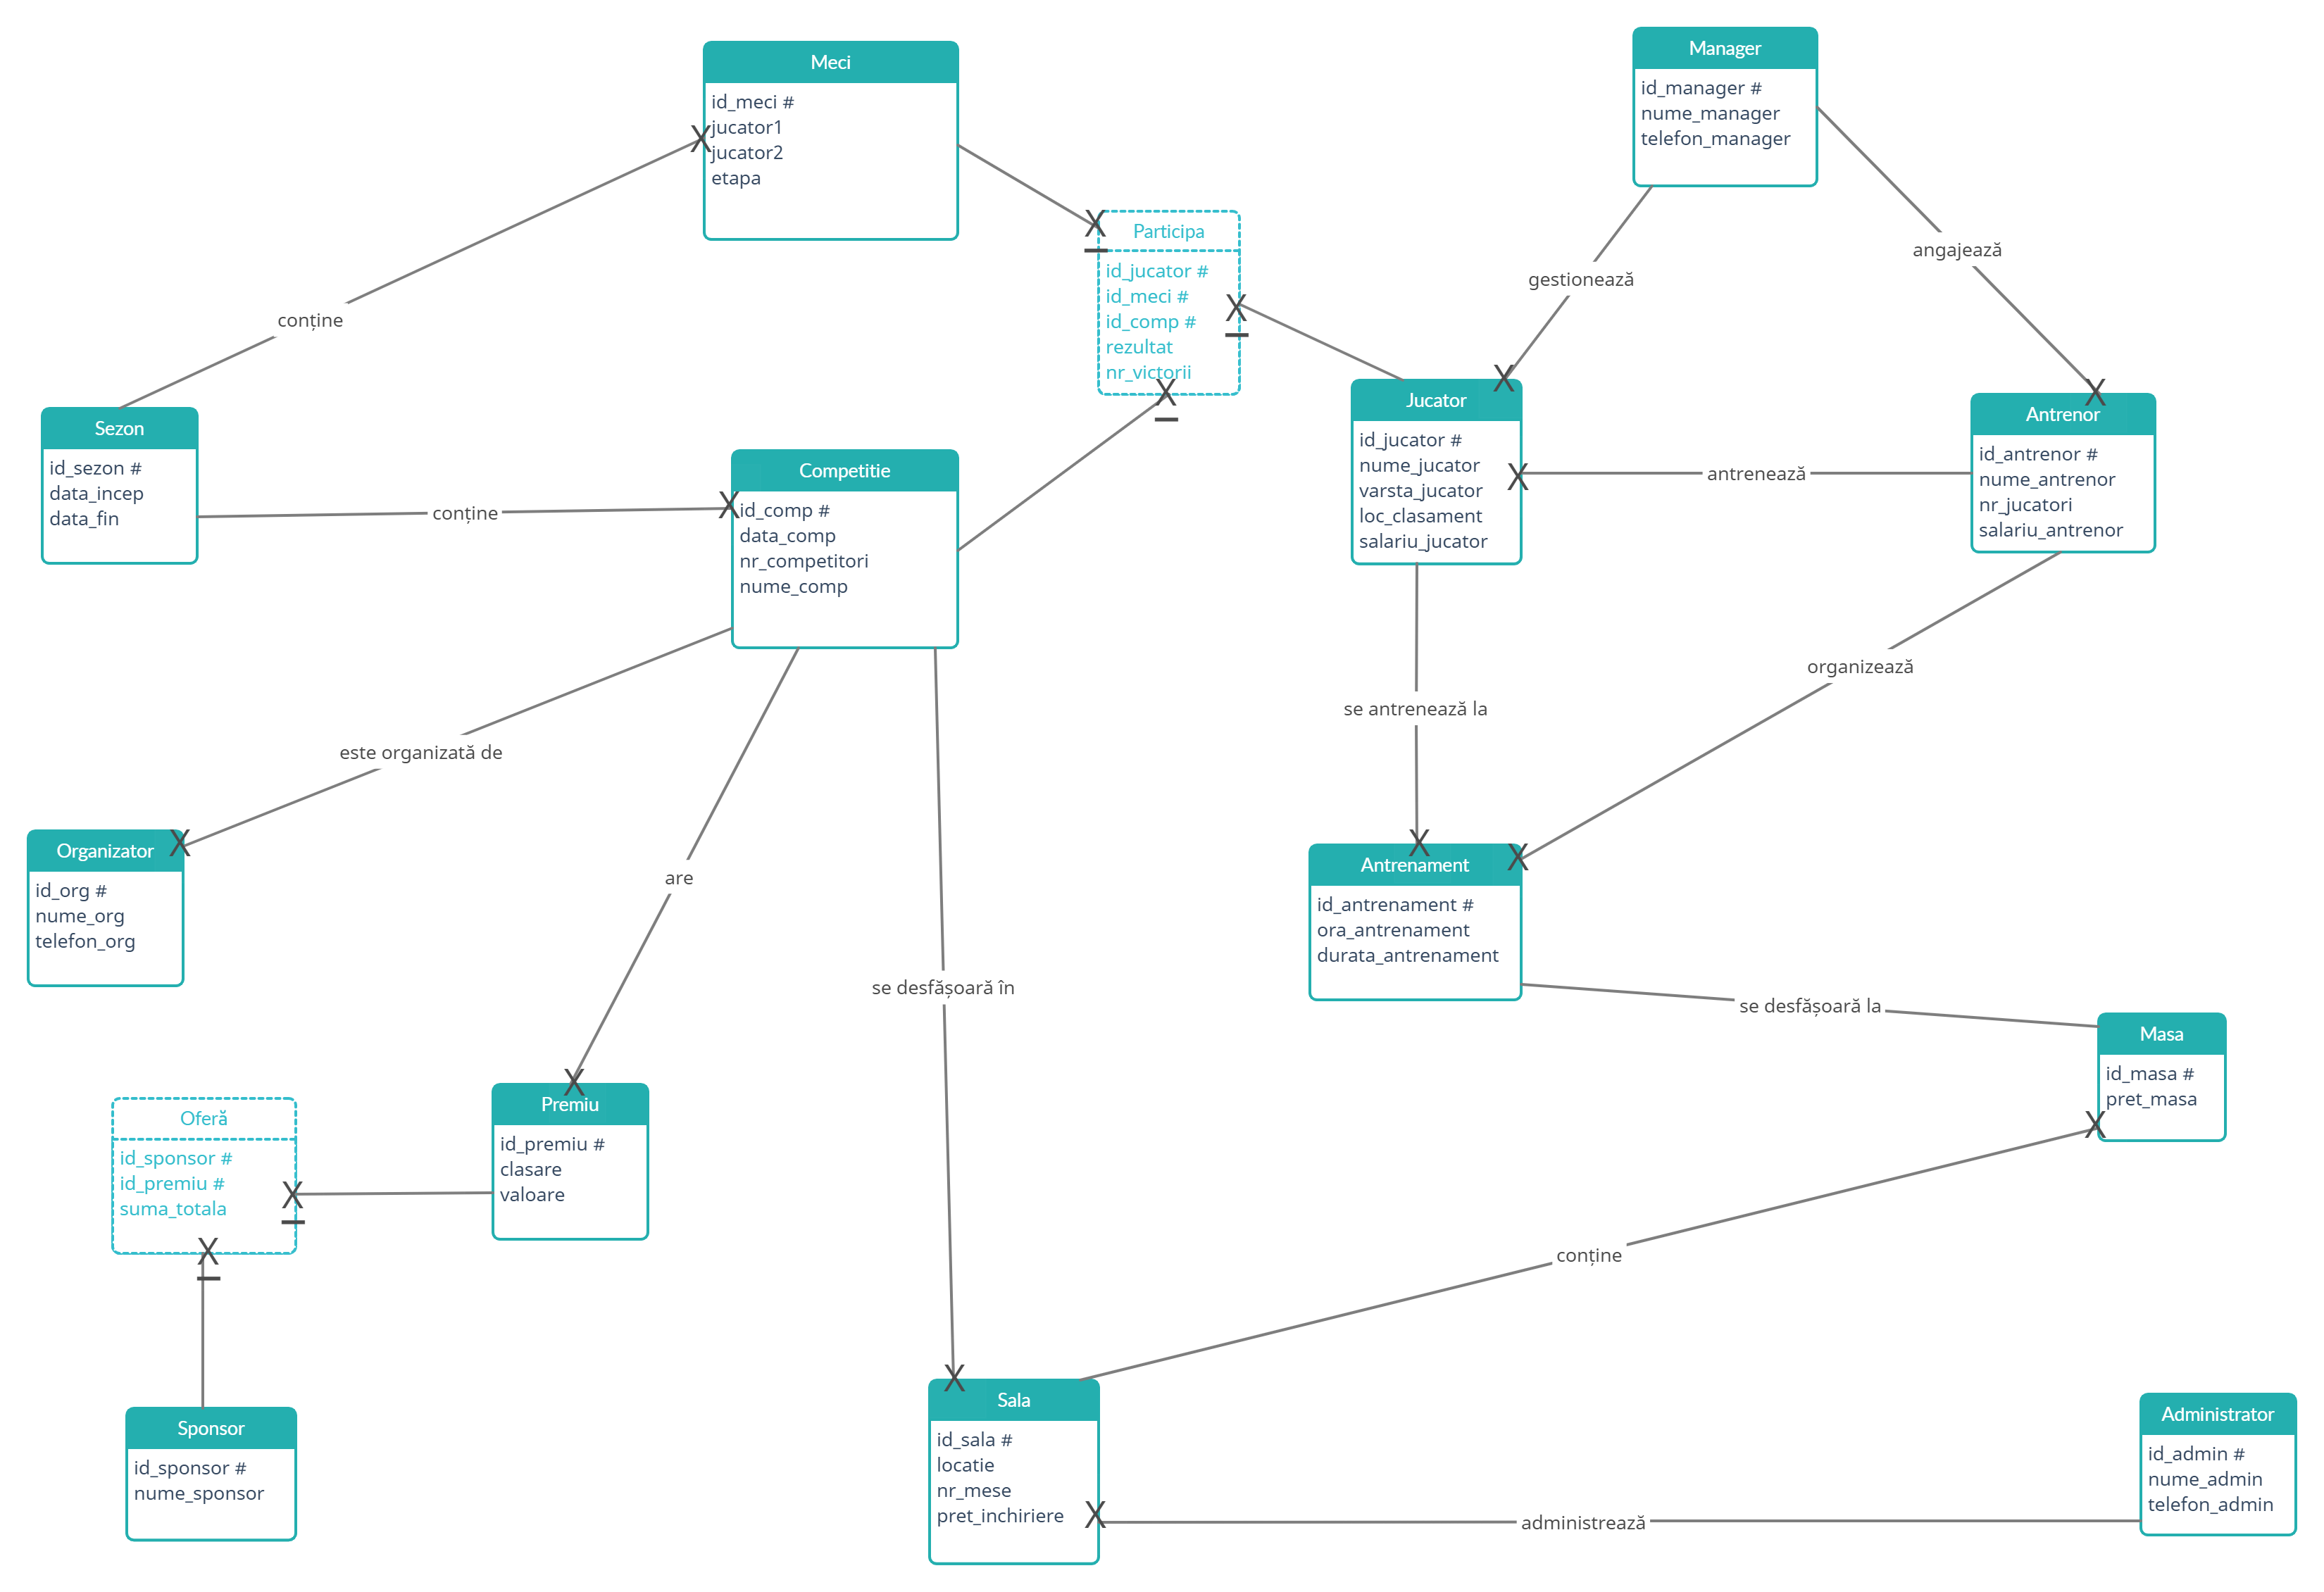 Meci
id_meci #
jucator1
jucator2
etapa
Manager
id_manager #
nume_manager
telefon_manager
X
X
Participa
id_jucator #
id_meci #
id_comp #
rezultat
nr_victorii
X
X
angajează
gestionează
conține
X
X
Jucator
id_jucator #
nume_jucator
varsta_jucator
loc_clasament
salariu_jucator
X
antrenează
Antrenor
id_antrenor #
nume_antrenor
nr_jucatori
salariu_antrenor
Sezon
id_sezon #
data_incep
data_fin
conține
X
Competitie
id_comp #
data_comp
nr_competitori
nume_comp
organizează
se antrenează la
este organizată de
X
Organizator
id_org #
nume_org
telefon_org
are
X
X
Antrenament
id_antrenament #
ora_antrenament
durata_antrenament
se desfășoară în
se desfășoară la
Masa
id_masa #
pret_masa
X
X
Premiu
id_premiu #
clasare
valoare
Oferă
id_sponsor #
id_premiu #
suma_totala
X
X
conține
X
Sala
id_sala #
locatie
nr_mese
pret_inchiriere
X
administrează
Administrator
id_admin #
nume_admin
telefon_admin
Sponsor
id_sponsor #
nume_sponsor